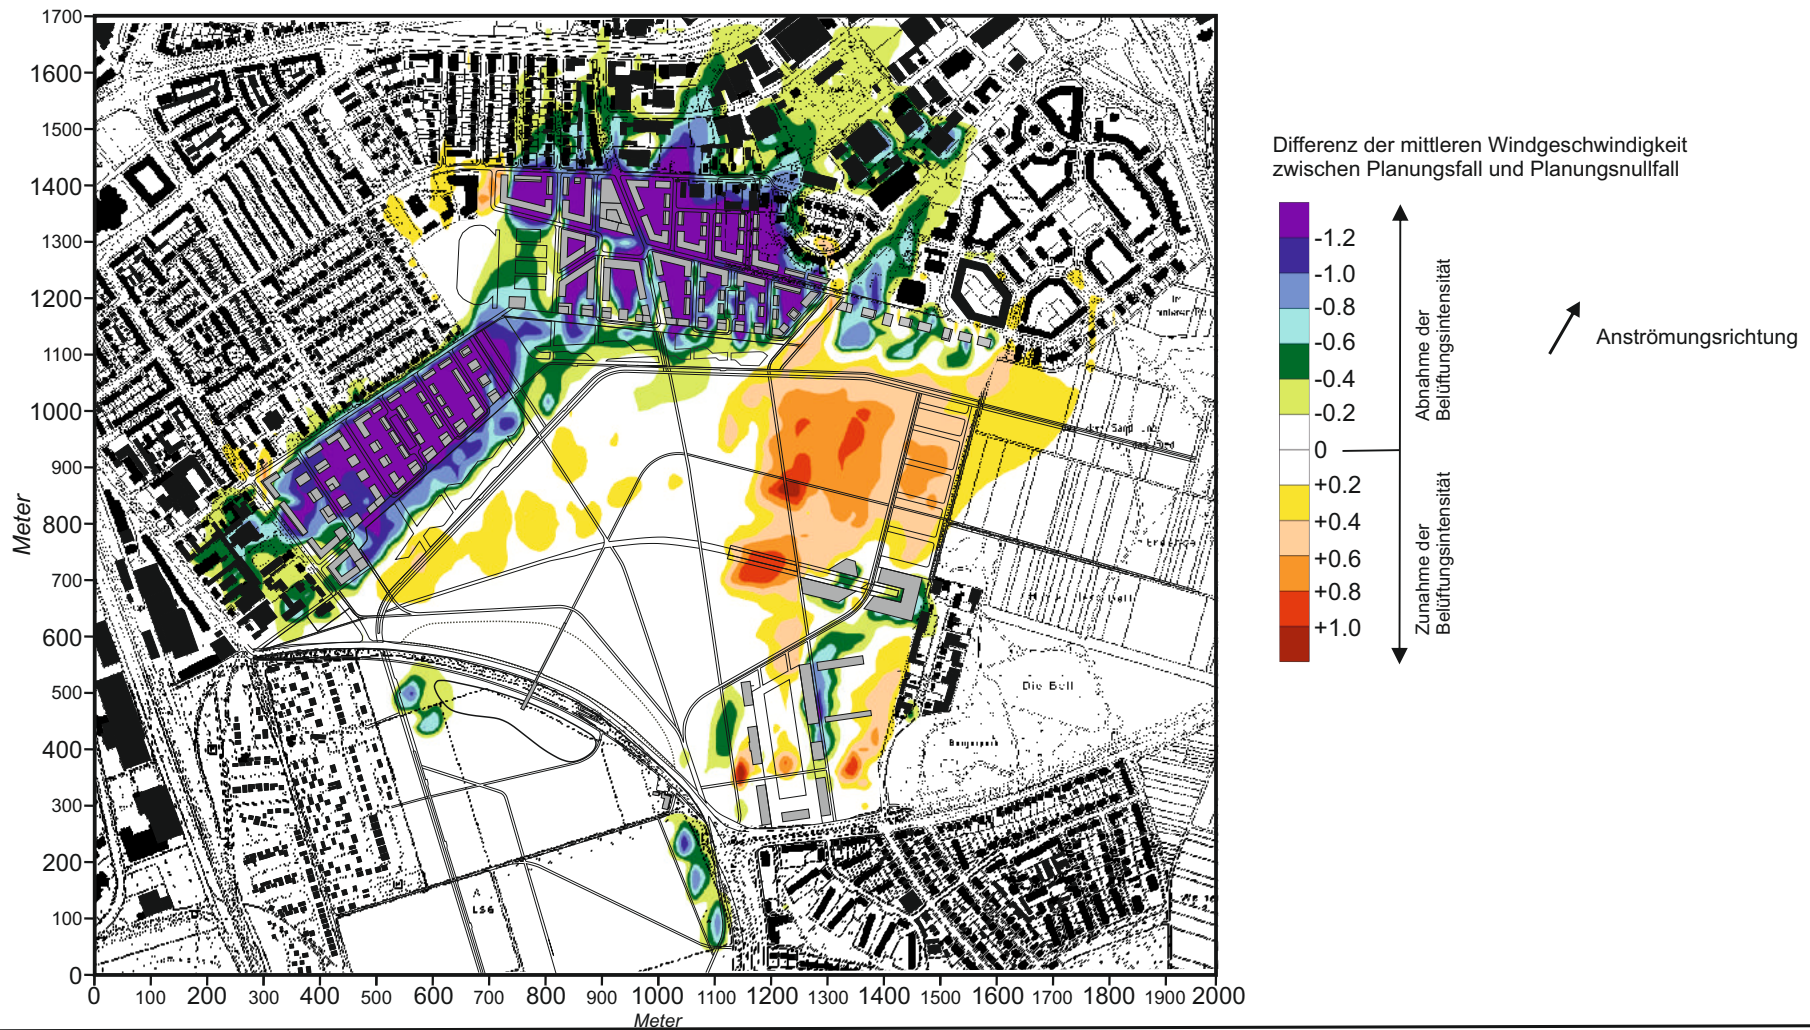 1700
1600
1500
1400
1300
1200
1100
1000
900
800
700
600
500
400
300
200
100
0
Meter
0 100 200 300 400 500 600 700 800 900 1000 1100 1200 1300 1400 1500 1600 1700 1800 1900 2000
Meter
Die Bell
LSG
Differenz der mittleren Windgeschwindigkeit
zwischen Planungsfall und Planungsnullfall
-1.2
-1.0
-0.8
-0.6
-0.4
-0.2
0
+0.2
+0.4
+0.6
+0.8
+1.0
Abnahme der
Belüftungsintensität
Zunahme der
Belüftungsintensität
Anströmungsrichtung